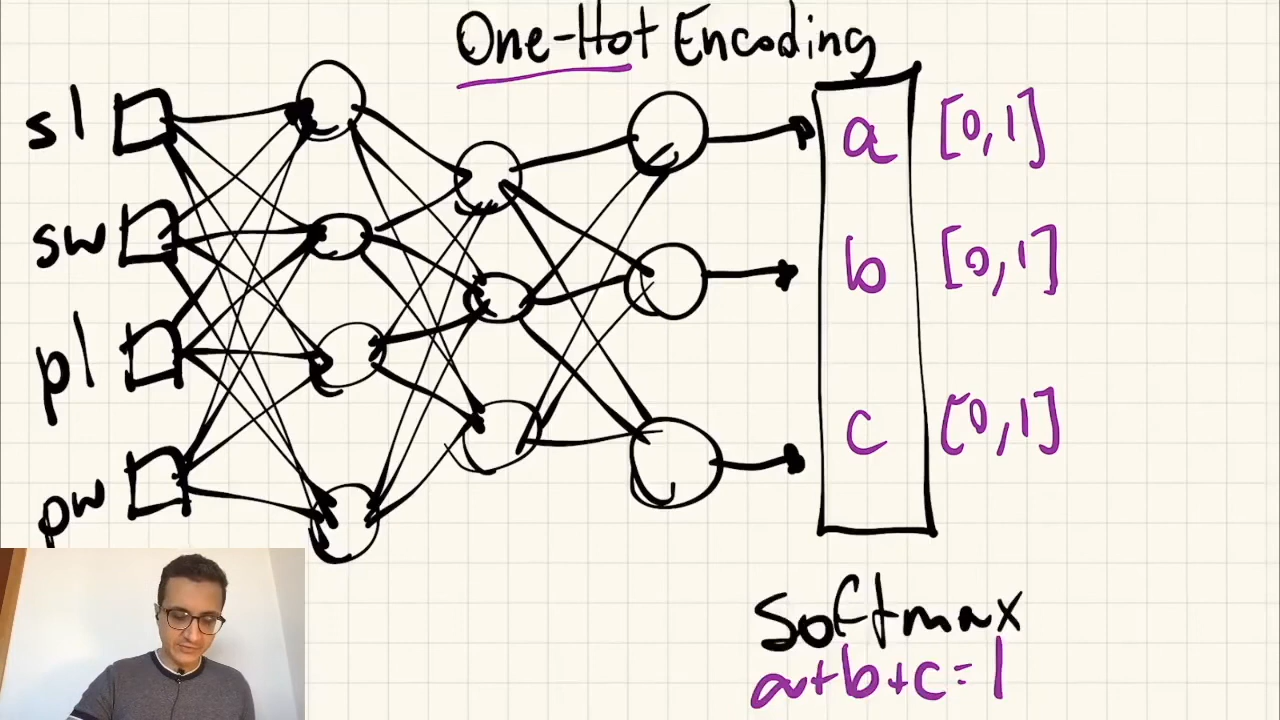 One-Hot Encoding
sl
a [0,1]
sw
b [0,1]
pl
c [0,1]
pw
softmax
a+b+c=1